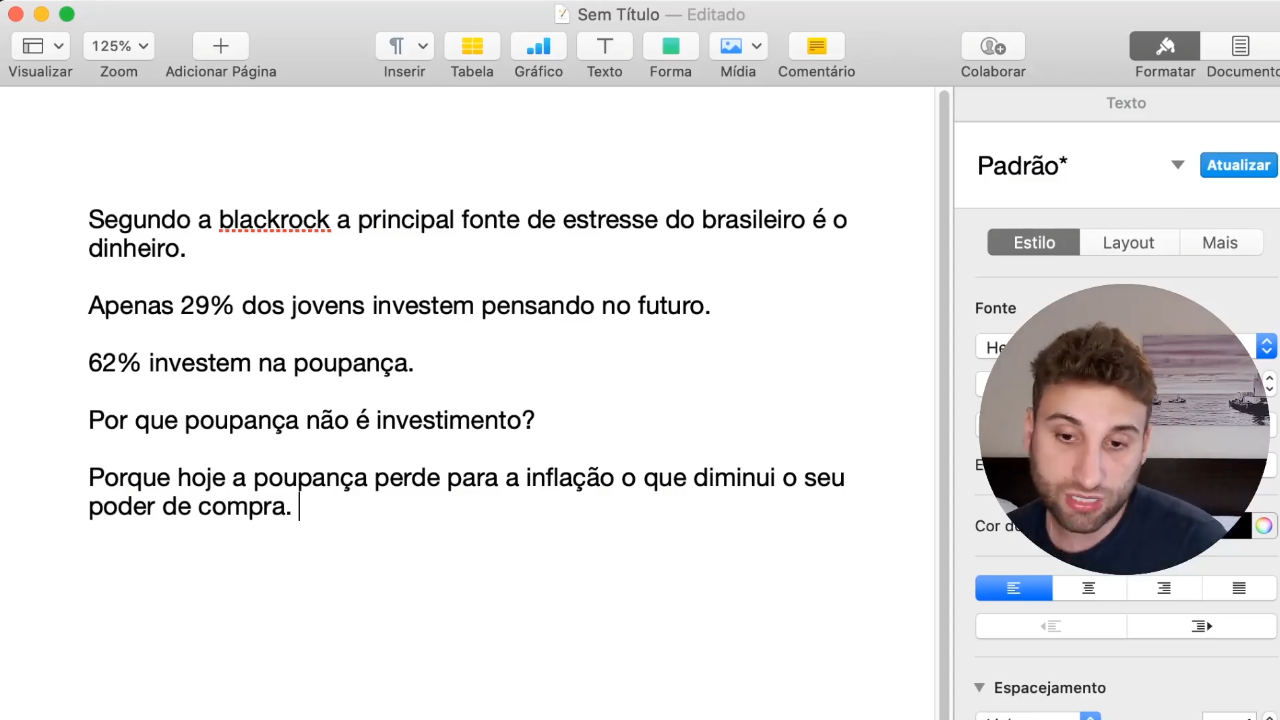 Sem Título — Editado
125%
Visualizar Zoom Adicionar Página Inserir Tabela Gráfico Texto Forma Mídia Comentário Colaborar Formatar Documento
Texto
Padrão* Atualizar
Estilo Layout Mais
Fonte
Segundo a blackrock a principal fonte de estresse do brasileiro é o
dinheiro.
Apenas 29% dos jovens investem pensando no futuro.
62% investem na poupança.
Por que poupança não é investimento?
Porque hoje a poupança perde para a inflação o que diminui o seu
poder de compra.
Cor
Espacejamento